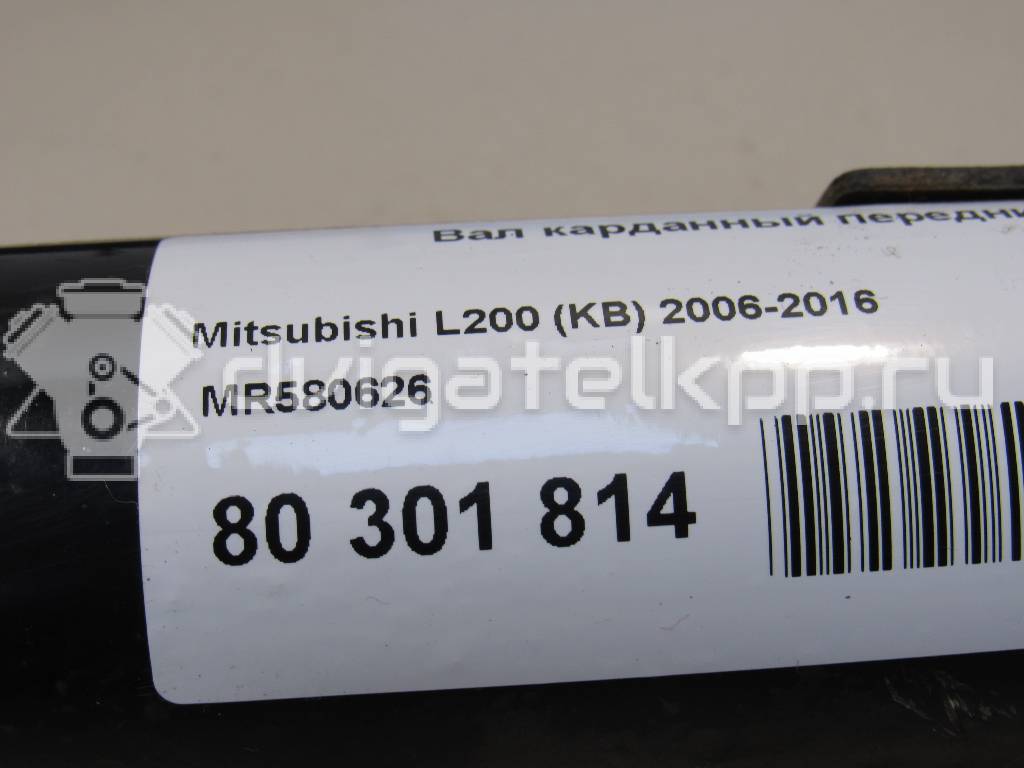 Вал карданный передни
Mitsubishi L200 (KB) 2006-2016
MR580626
dvigatelkpp.ru
80 301 814